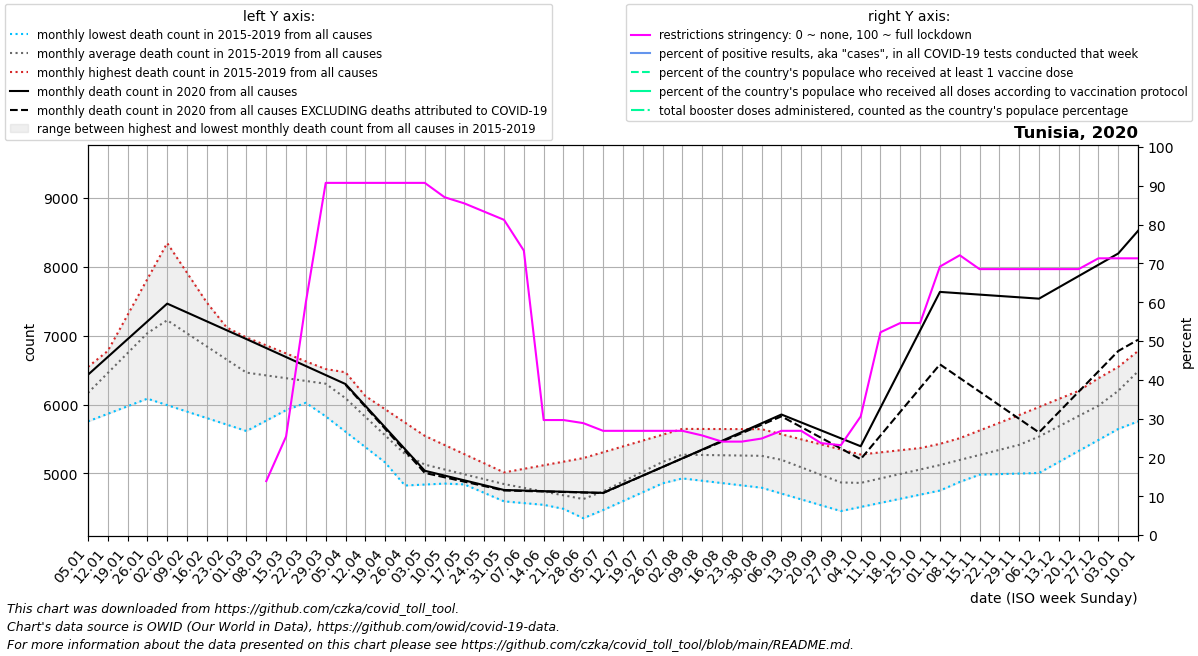 left Y axis:
monthly lowest death count in 2015-2019 from all causes
monthly average death count in 2015-2019 from all causes
monthly highest death count in 2015-2019 from all causes
monthly death count in 2020 from all causes
monthly death count in 2020 from all causes EXCLUDING deaths attributed to COVID-19
range between highest and lowest monthly death count from all causes in 2015-2019
right Y axis:
restrictions stringency: 0 ~ none, 100 ~ full lockdown
percent of positive results, aka "cases", in all COVID-19 tests conducted that week
percent of the country's populace who received at least 1 vaccine dose
percent of the country's populace who received all doses according to vaccination protocol
total booster doses administered, counted as the country's populace percentage
Tunisia, 2020
count
9000
8000
7000
6000
5000
100
90
80
70
60
50
40
30
20
10
0
percent
05.01 12.01 19.01 26.01 02.02 09.02 16.02 23.02 01.03 08.03 15.03 22.03 29.03 05.04 12.04 19.04 26.04 03.05 10.05 17.05 24.05 31.05 07.06 14.06 21.06 28.06 05.07 12.07 19.07 26.07 02.08 09.08 16.08 23.08 30.08 06.09 13.09 20.09 27.09 04.10 11.10 18.10 25.10 01.11 08.11 15.11 22.11 29.11 06.12 13.12 20.12 27.12 03.01 10.01
date (ISO week Sunday)
This chart was downloaded from https://github.com/czka/covid_toll_tool.
Chart's data source is OWID (Our World in Data), https://github.com/owid/covid-19-data.
For more information about the data presented on this chart please see https://github.com/czka/covid_toll_tool/blob/main/README.md.